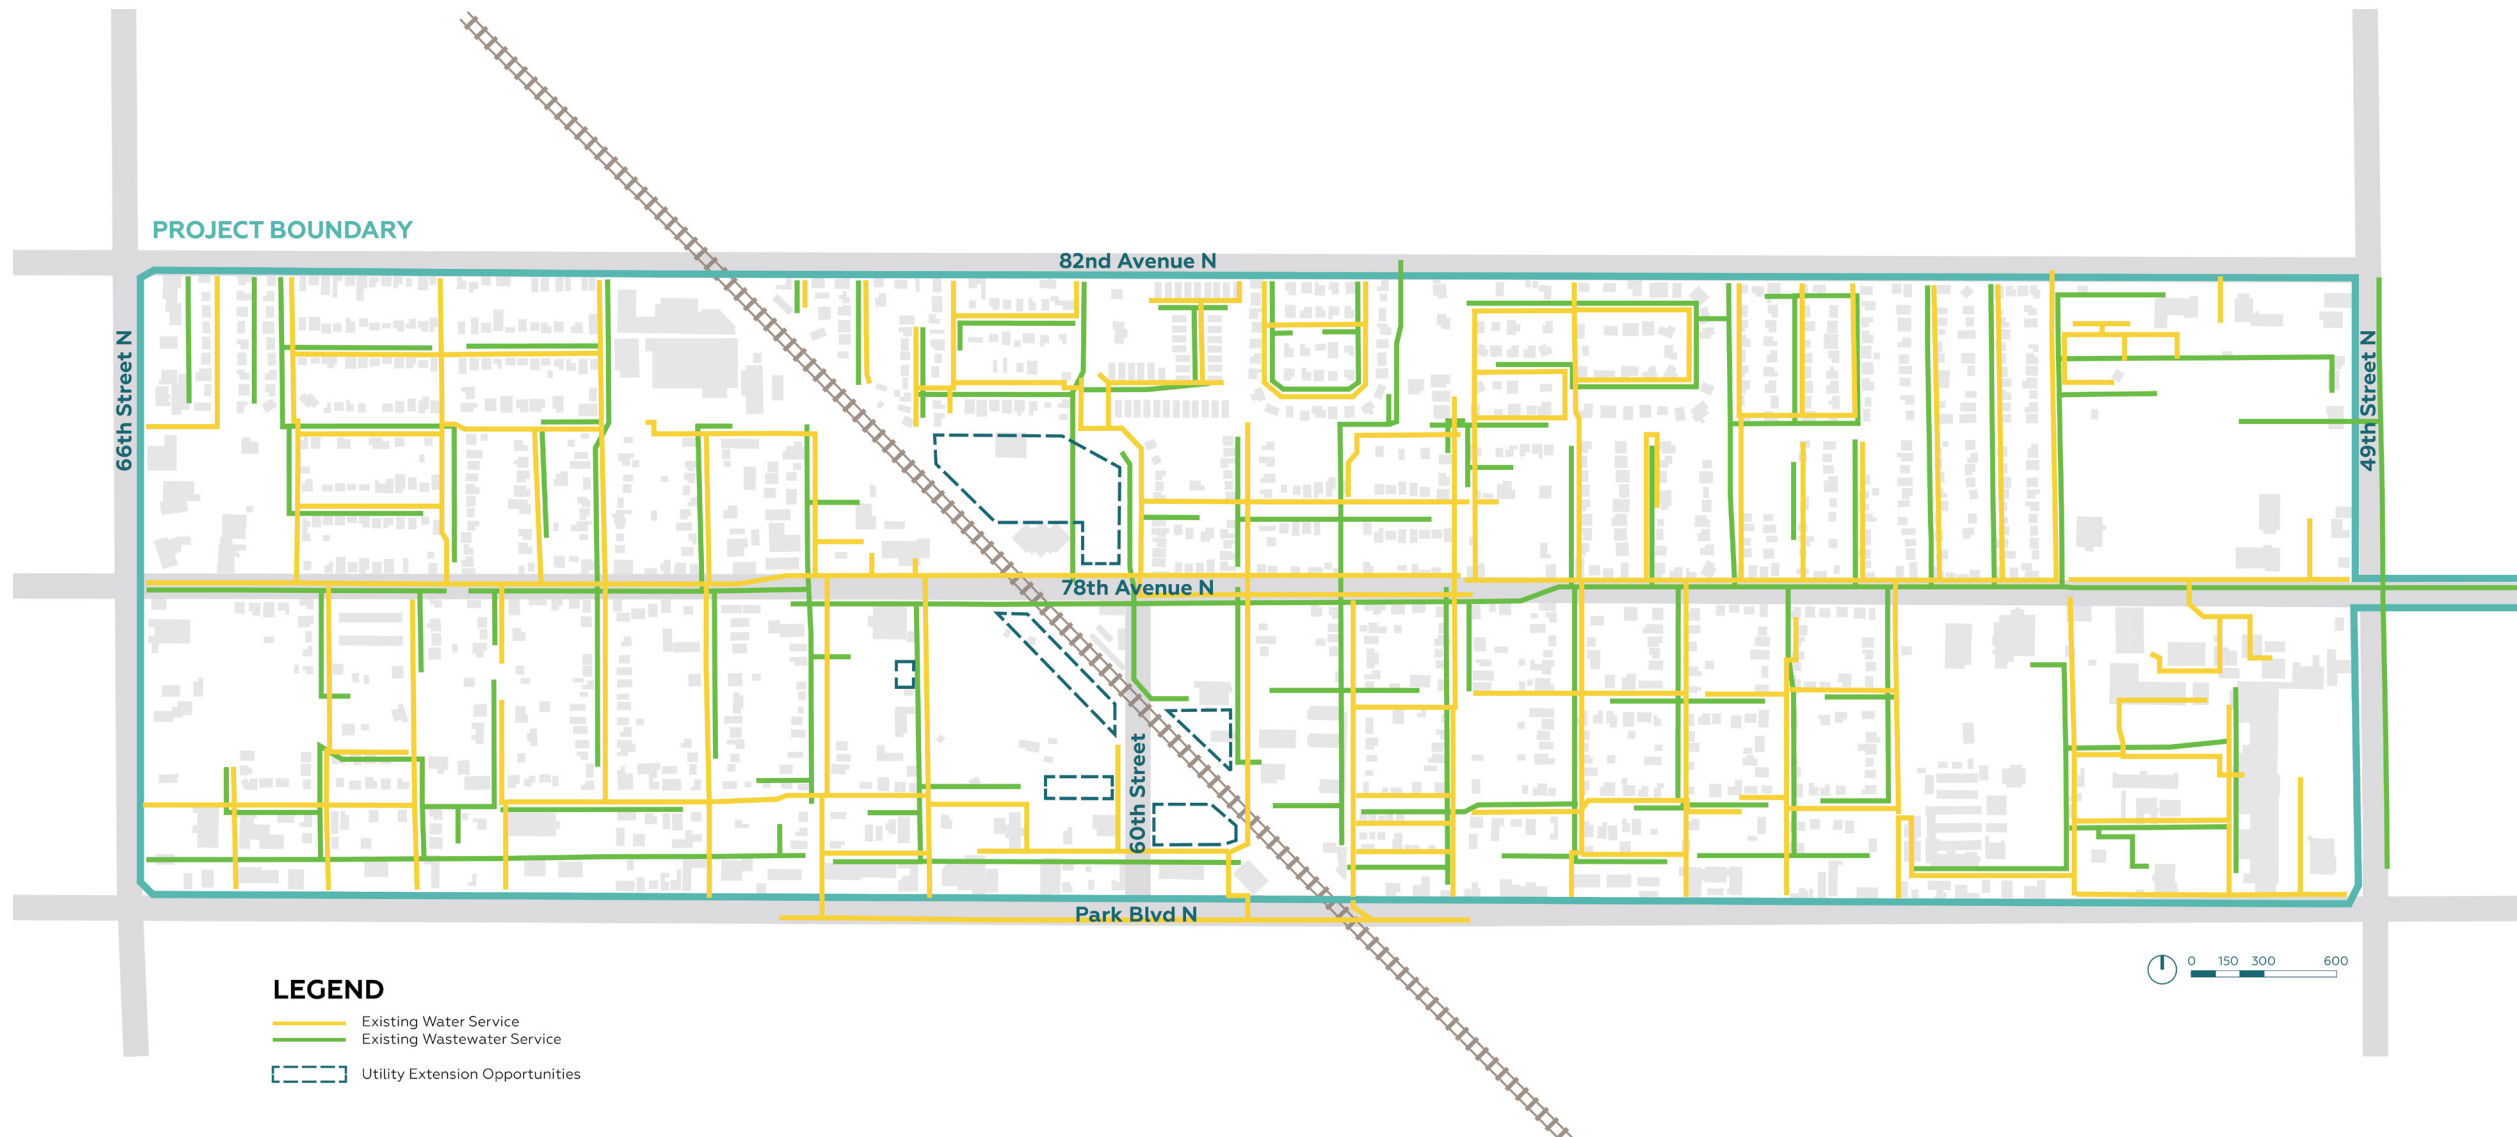 PROJECT BOUNDARY
82nd Avenue N
66th Street N
49th Street N
78th Avenue N
60th Street
Park Blvd N
0 150 300 600
LEGEND
Existing Water Service
Existing Wastewater Service
Utility Extension Opportunities